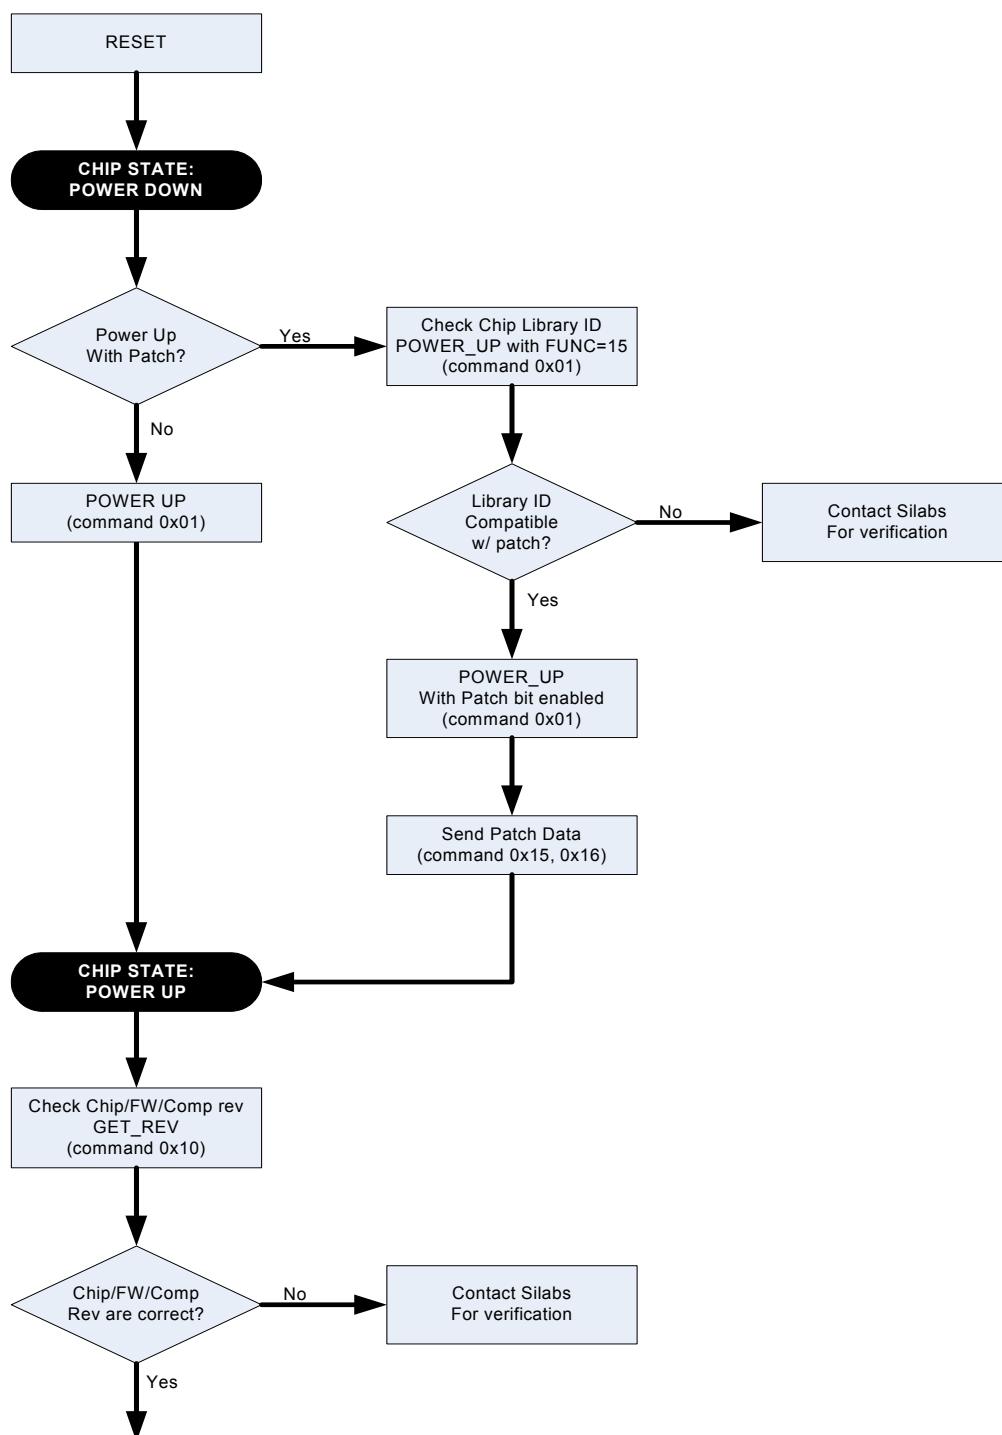 RESET
CHIP STATE:
POWER DOWN
Power Up
With Patch?
Yes
Check Chip Library ID
POWER_UP with FUNC=15
(command 0x01)
No
POWER UP
(command 0x01)
Library ID
Compatible
w/ patch?
No
Contact Silabs
For verification
Yes
POWER_UP
With Patch bit enabled
(command 0x01)
Send Patch Data
(command 0x15, 0x16)
CHIP STATE:
POWER UP
Check Chip/FW/Comp rev
GET_REV
(command 0x10)
Chip/FW/Comp
Rev are correct?
No
Contact Silabs
For verification
Yes